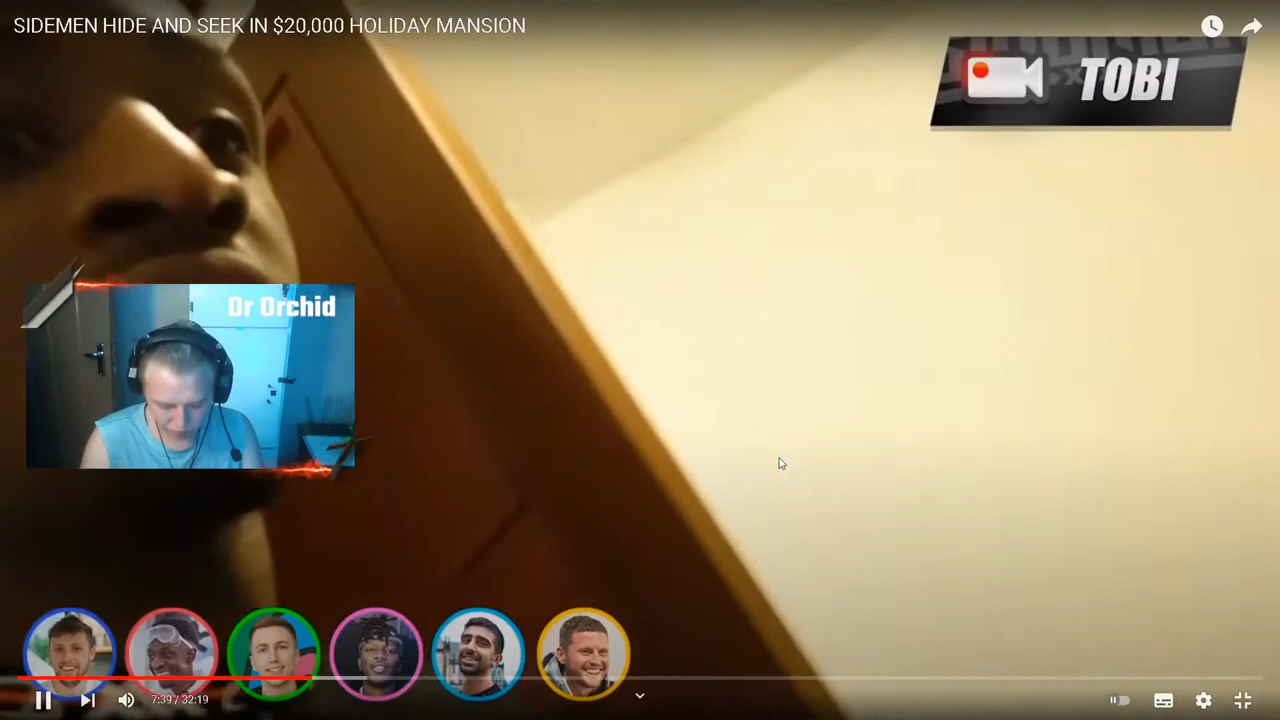 SIDEMEN HIDE AND SEEK IN $20,000 HOLIDAY MANSION
TOBI
Dr Orchid
7:39 / 32:19